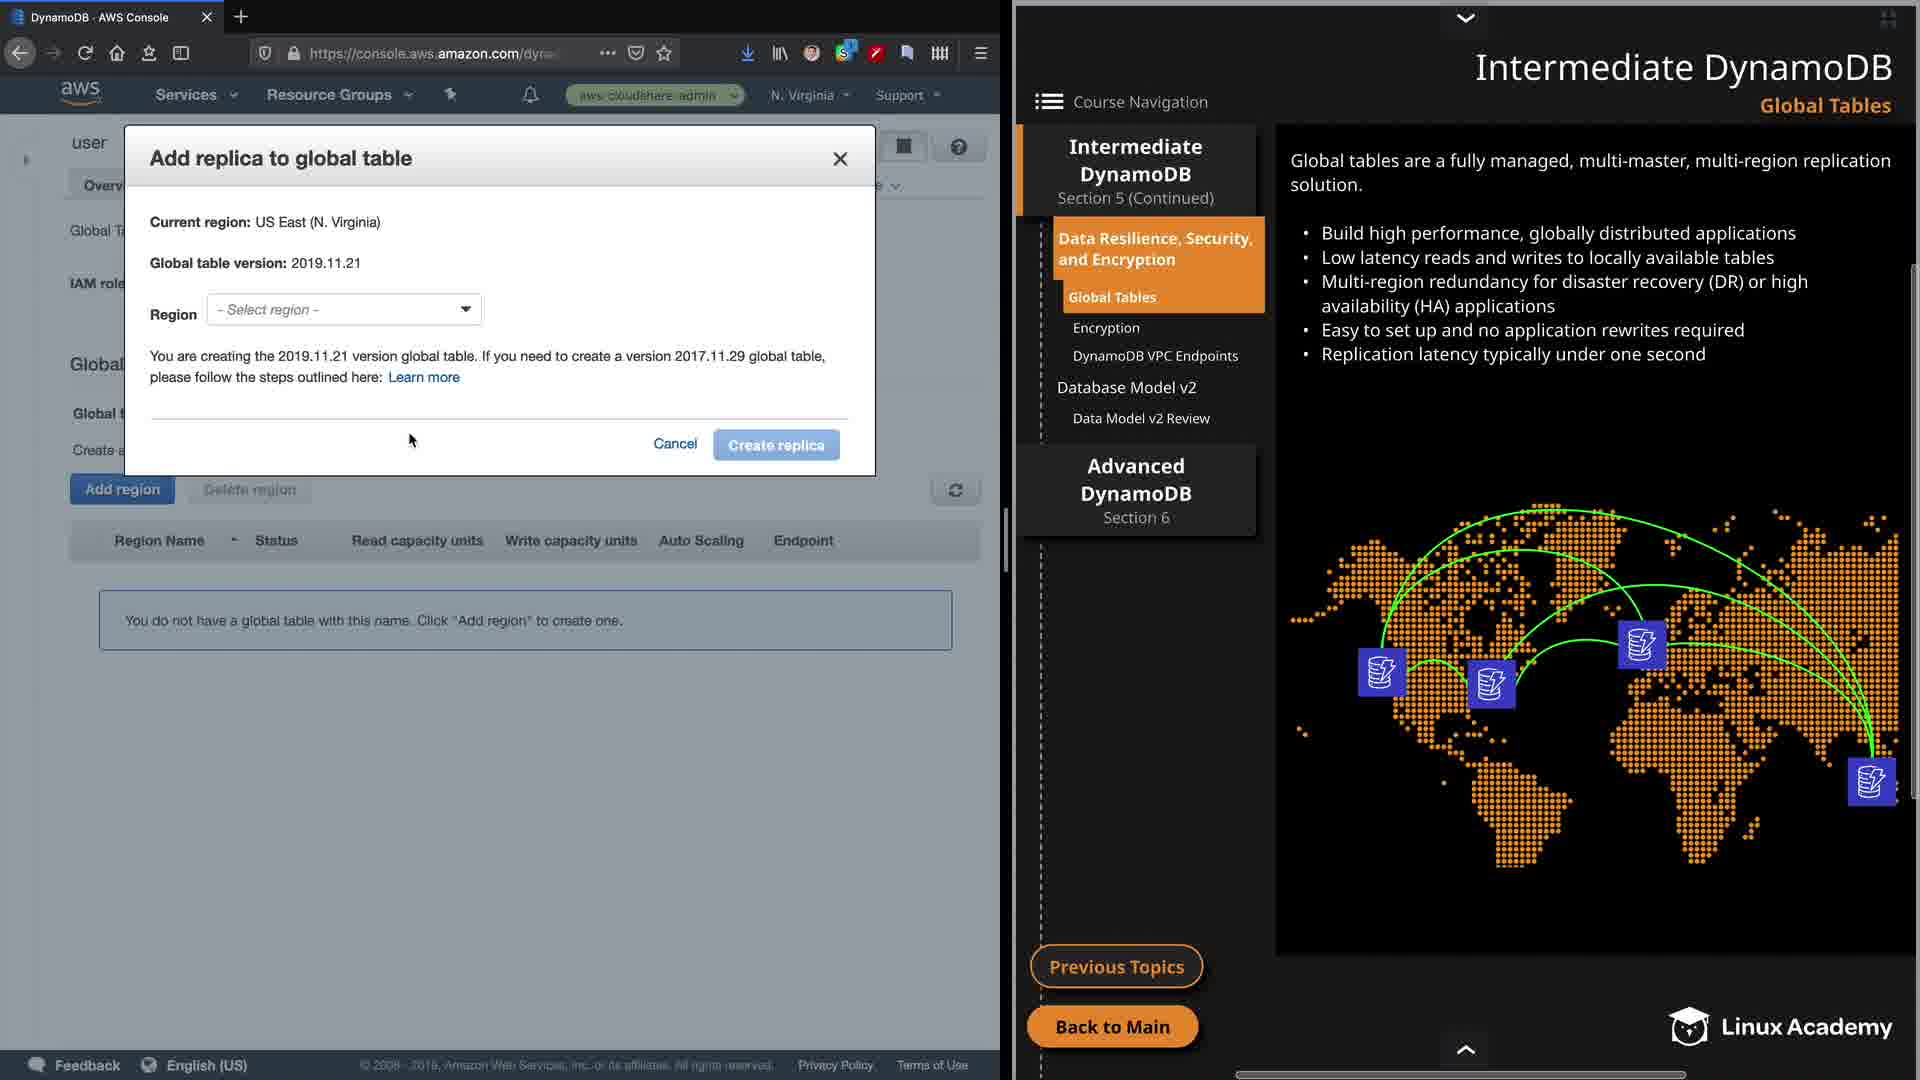 DynamoDB - AWS Console
https://console.aws.amazon.com/dyna
aws
Services
Resource Groups
aws-cloudshare-admin
N. Virginia
Support
user
Overv
Add replica to global table
Current region: US East (N. Virginia)
Global table version: 2019.11.21
Region
- Select region -
You are creating the 2019.11.21 version global table. If you need to create a version 2017.11.29 global table,
please follow the steps outlined here: Learn more
Cancel
Create replica
Global Ta
IAM role
Global
Global t
Create a
Add region
Delete region
Region Name
Status
Read capacity units
Write capacity units
Auto Scaling
Endpoint
You do not have a global table with this name. Click "Add region" to create one.
Feedback
English (US)
© 2008 - 2019, Amazon Web Services, Inc. or its affiliates. All rights reserved.
Privacy Policy
Terms of Use
Intermediate DynamoDB
Global Tables
Course Navigation
Intermediate
DynamoDB
Section 5 (Continued)
Data Resilience, Security,
and Encryption
Global Tables
Encryption
DynamoDB VPC Endpoints
Database Model v2
Data Model v2 Review
Advanced
DynamoDB
Section 6
Previous Topics
Back to Main
Global tables are a fully managed, multi-master, multi-region replication
solution.
• Build high performance, globally distributed applications
• Low latency reads and writes to locally available tables
• Multi-region redundancy for disaster recovery (DR) or high
availability (HA) applications
• Easy to set up and no application rewrites required
• Replication latency typically under one second
Linux Academy